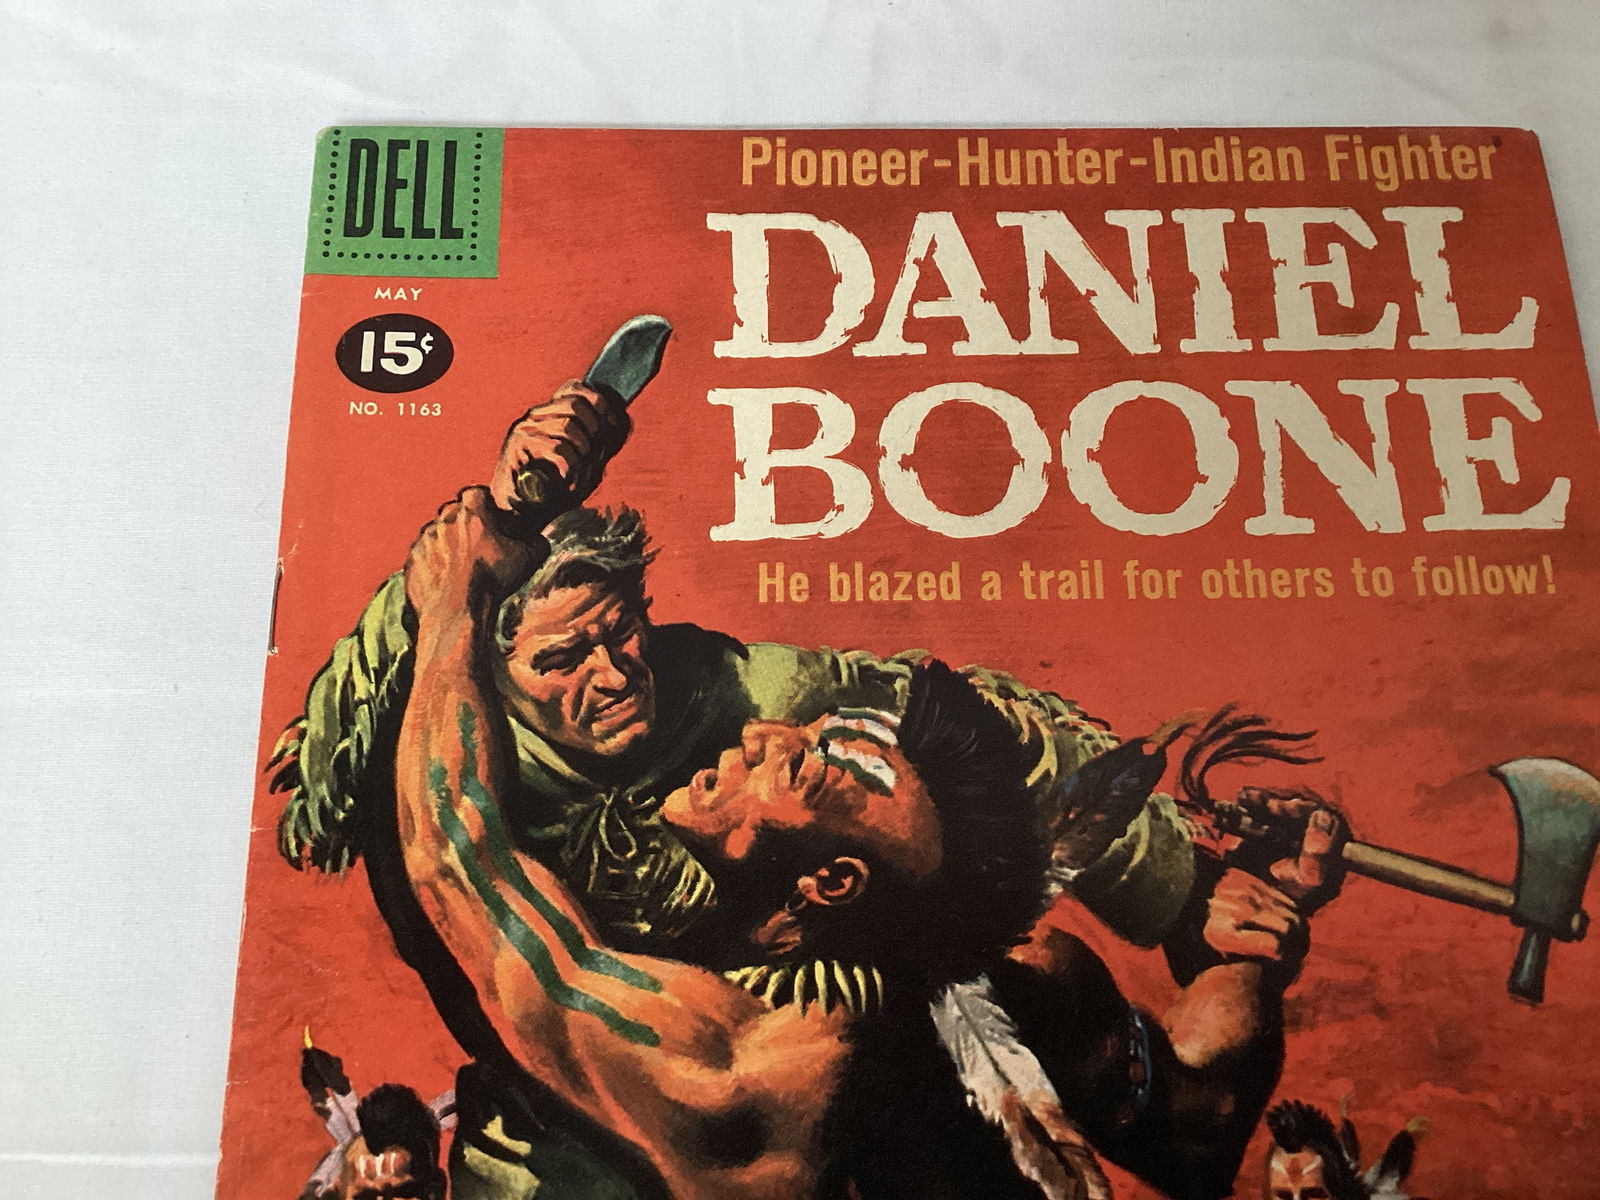 DELL
MAY
15¢
NO. 1163
Pioneer-Hunter-Indian Fighter
DANIEL
BOONE
He blazed a trail for others to follow!